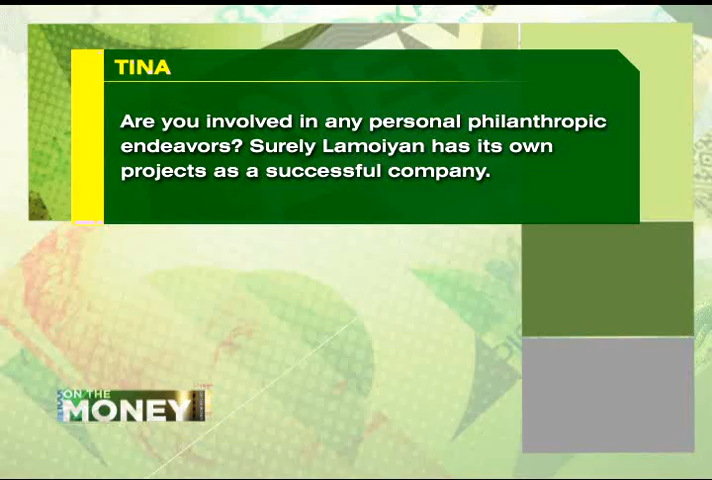 TINA
Are you involved in any personal philanthropic
endeavors? Surely Lamoiyan has its own
projects as a successful company.
ON THE
MONEY